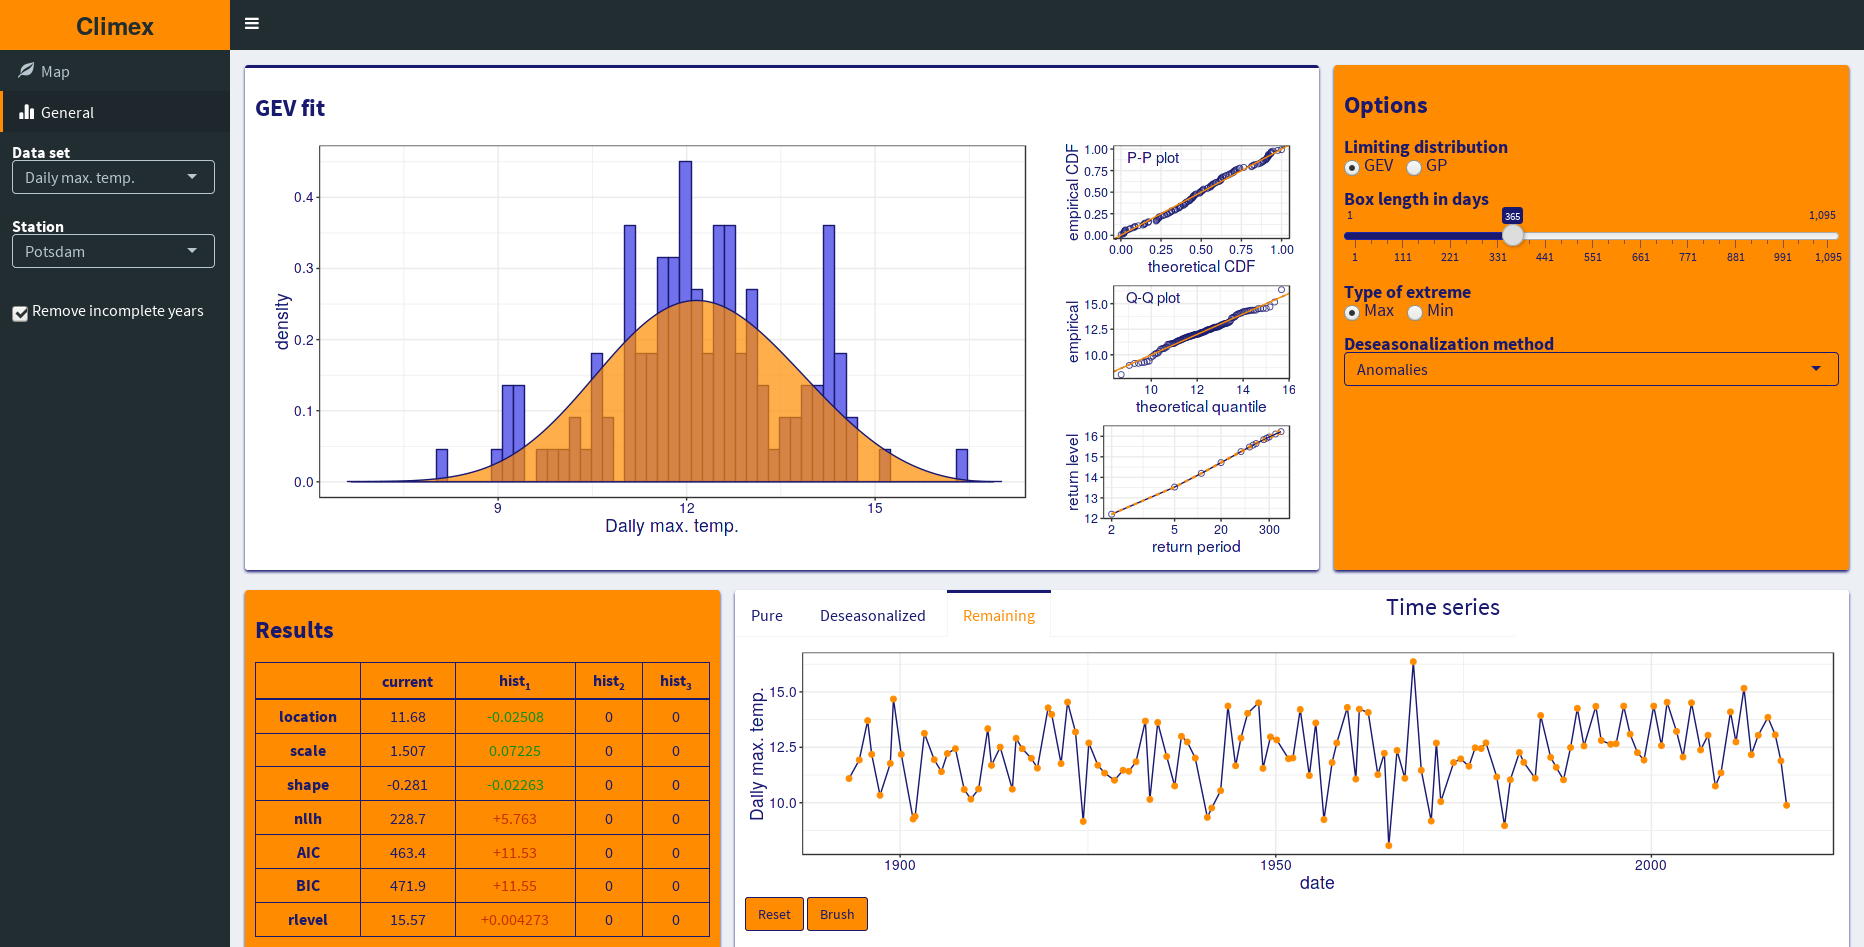 Climex
Map
General
Data set
Daily max. temp.
Station
Potsdam
Remove incomplete years
GEV fit
density
0.4
0.3
0.2
0.1
0.0
9 12 15
Daily max. temp.
P-P plot
empirical CDF
1.00
0.75
0.50
0.25
0.00
0.00 0.25 0.50 0.75 1.00
theoretical CDF
Q-Q plot
empirical
15.0
12.5
10.0
10 12 14 16
theoretical quantile
return level
16
15
14
13
12
2 5 20 300
return period
Options
Limiting distribution
GEV GP
Box length in days
1 365 1,095
1 111 221 331 441 551 661 771 881 991 1,095
Type of extreme
Max Min
Deseasonalization method
Anomalies
Results
current hist1 hist2 hist3
location 11.68 -0.02508 0 0
scale 1.507 0.07225 0 0
shape -0.281 -0.02263 0 0
nllh 228.7 +5.763 0 0
AIC 463.4 +11.53 0 0
BIC 471.9 +11.55 0 0
rlevel 15.57 +0.004273 0 0
Pure Deseasonalized Remaining Time series
Daily max. temp.
15.0
12.5
10.0
1900 1950 2000
date
Reset Brush